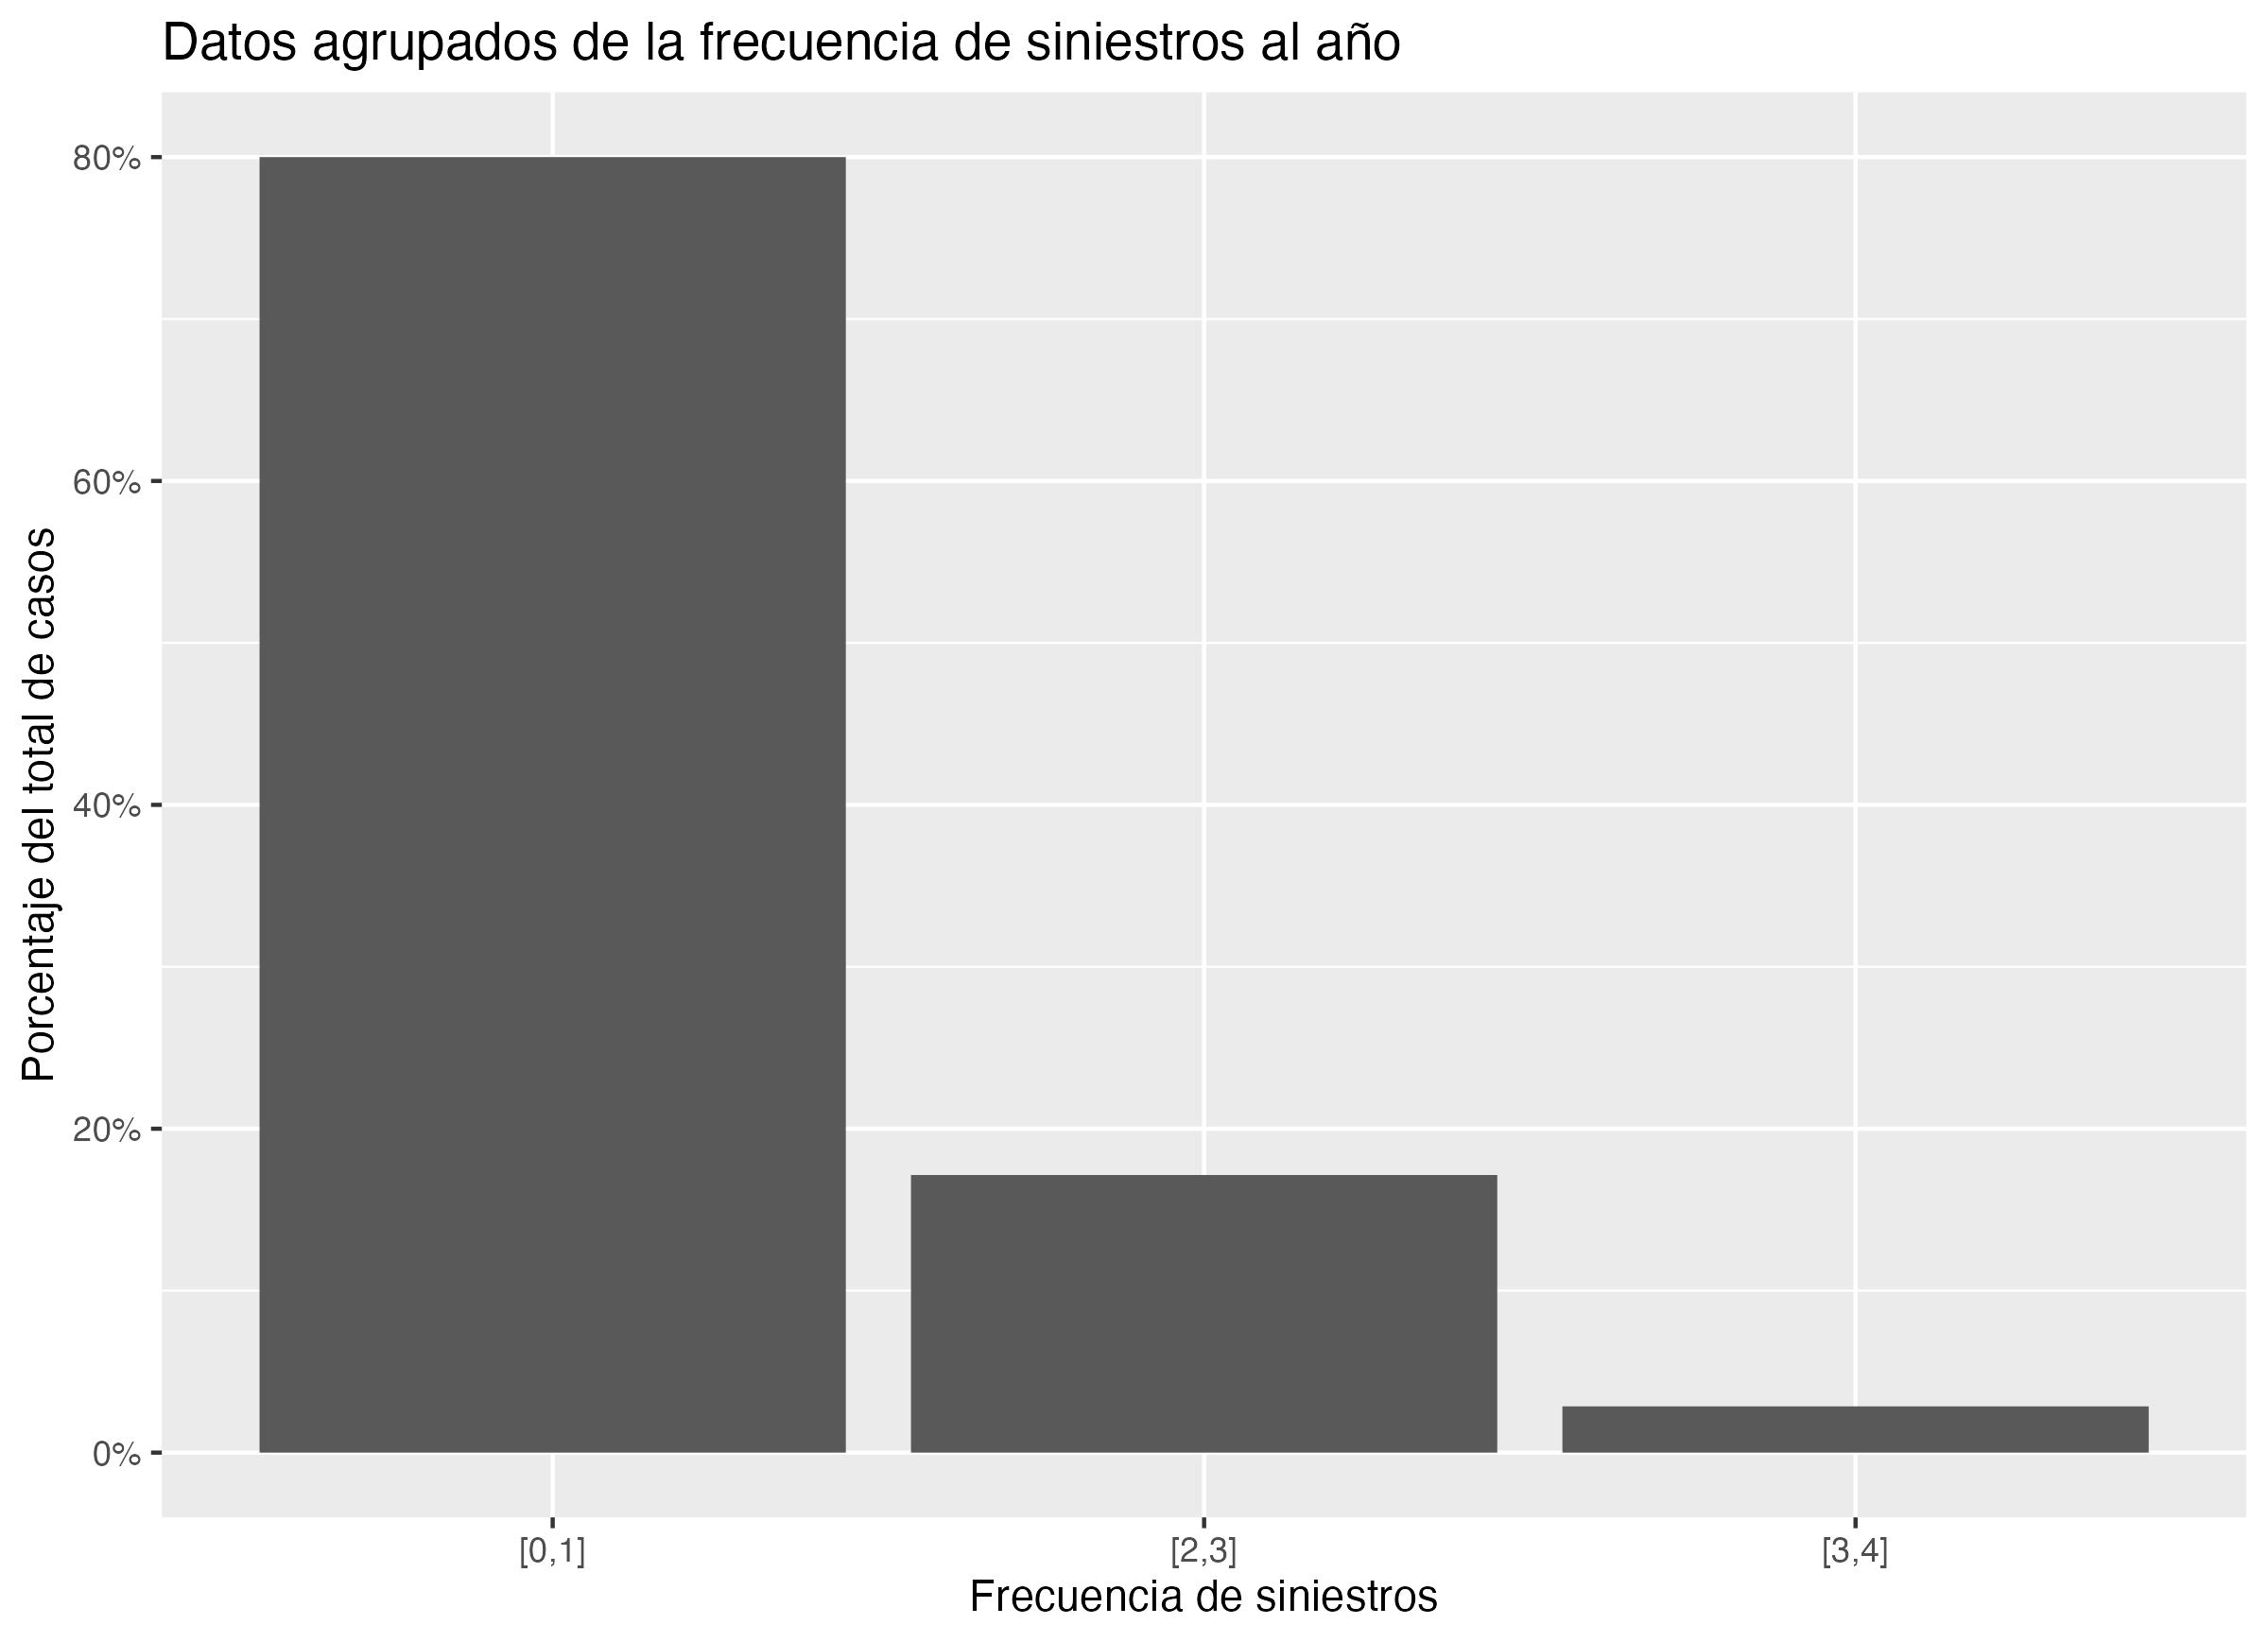 Datos agrupados de la frecuencia de siniestros al año
Porcentaje del total de casos
80%
60%
40%
20%
0%
[0,1]
[2,3]
[3,4]
Frecuencia de siniestros